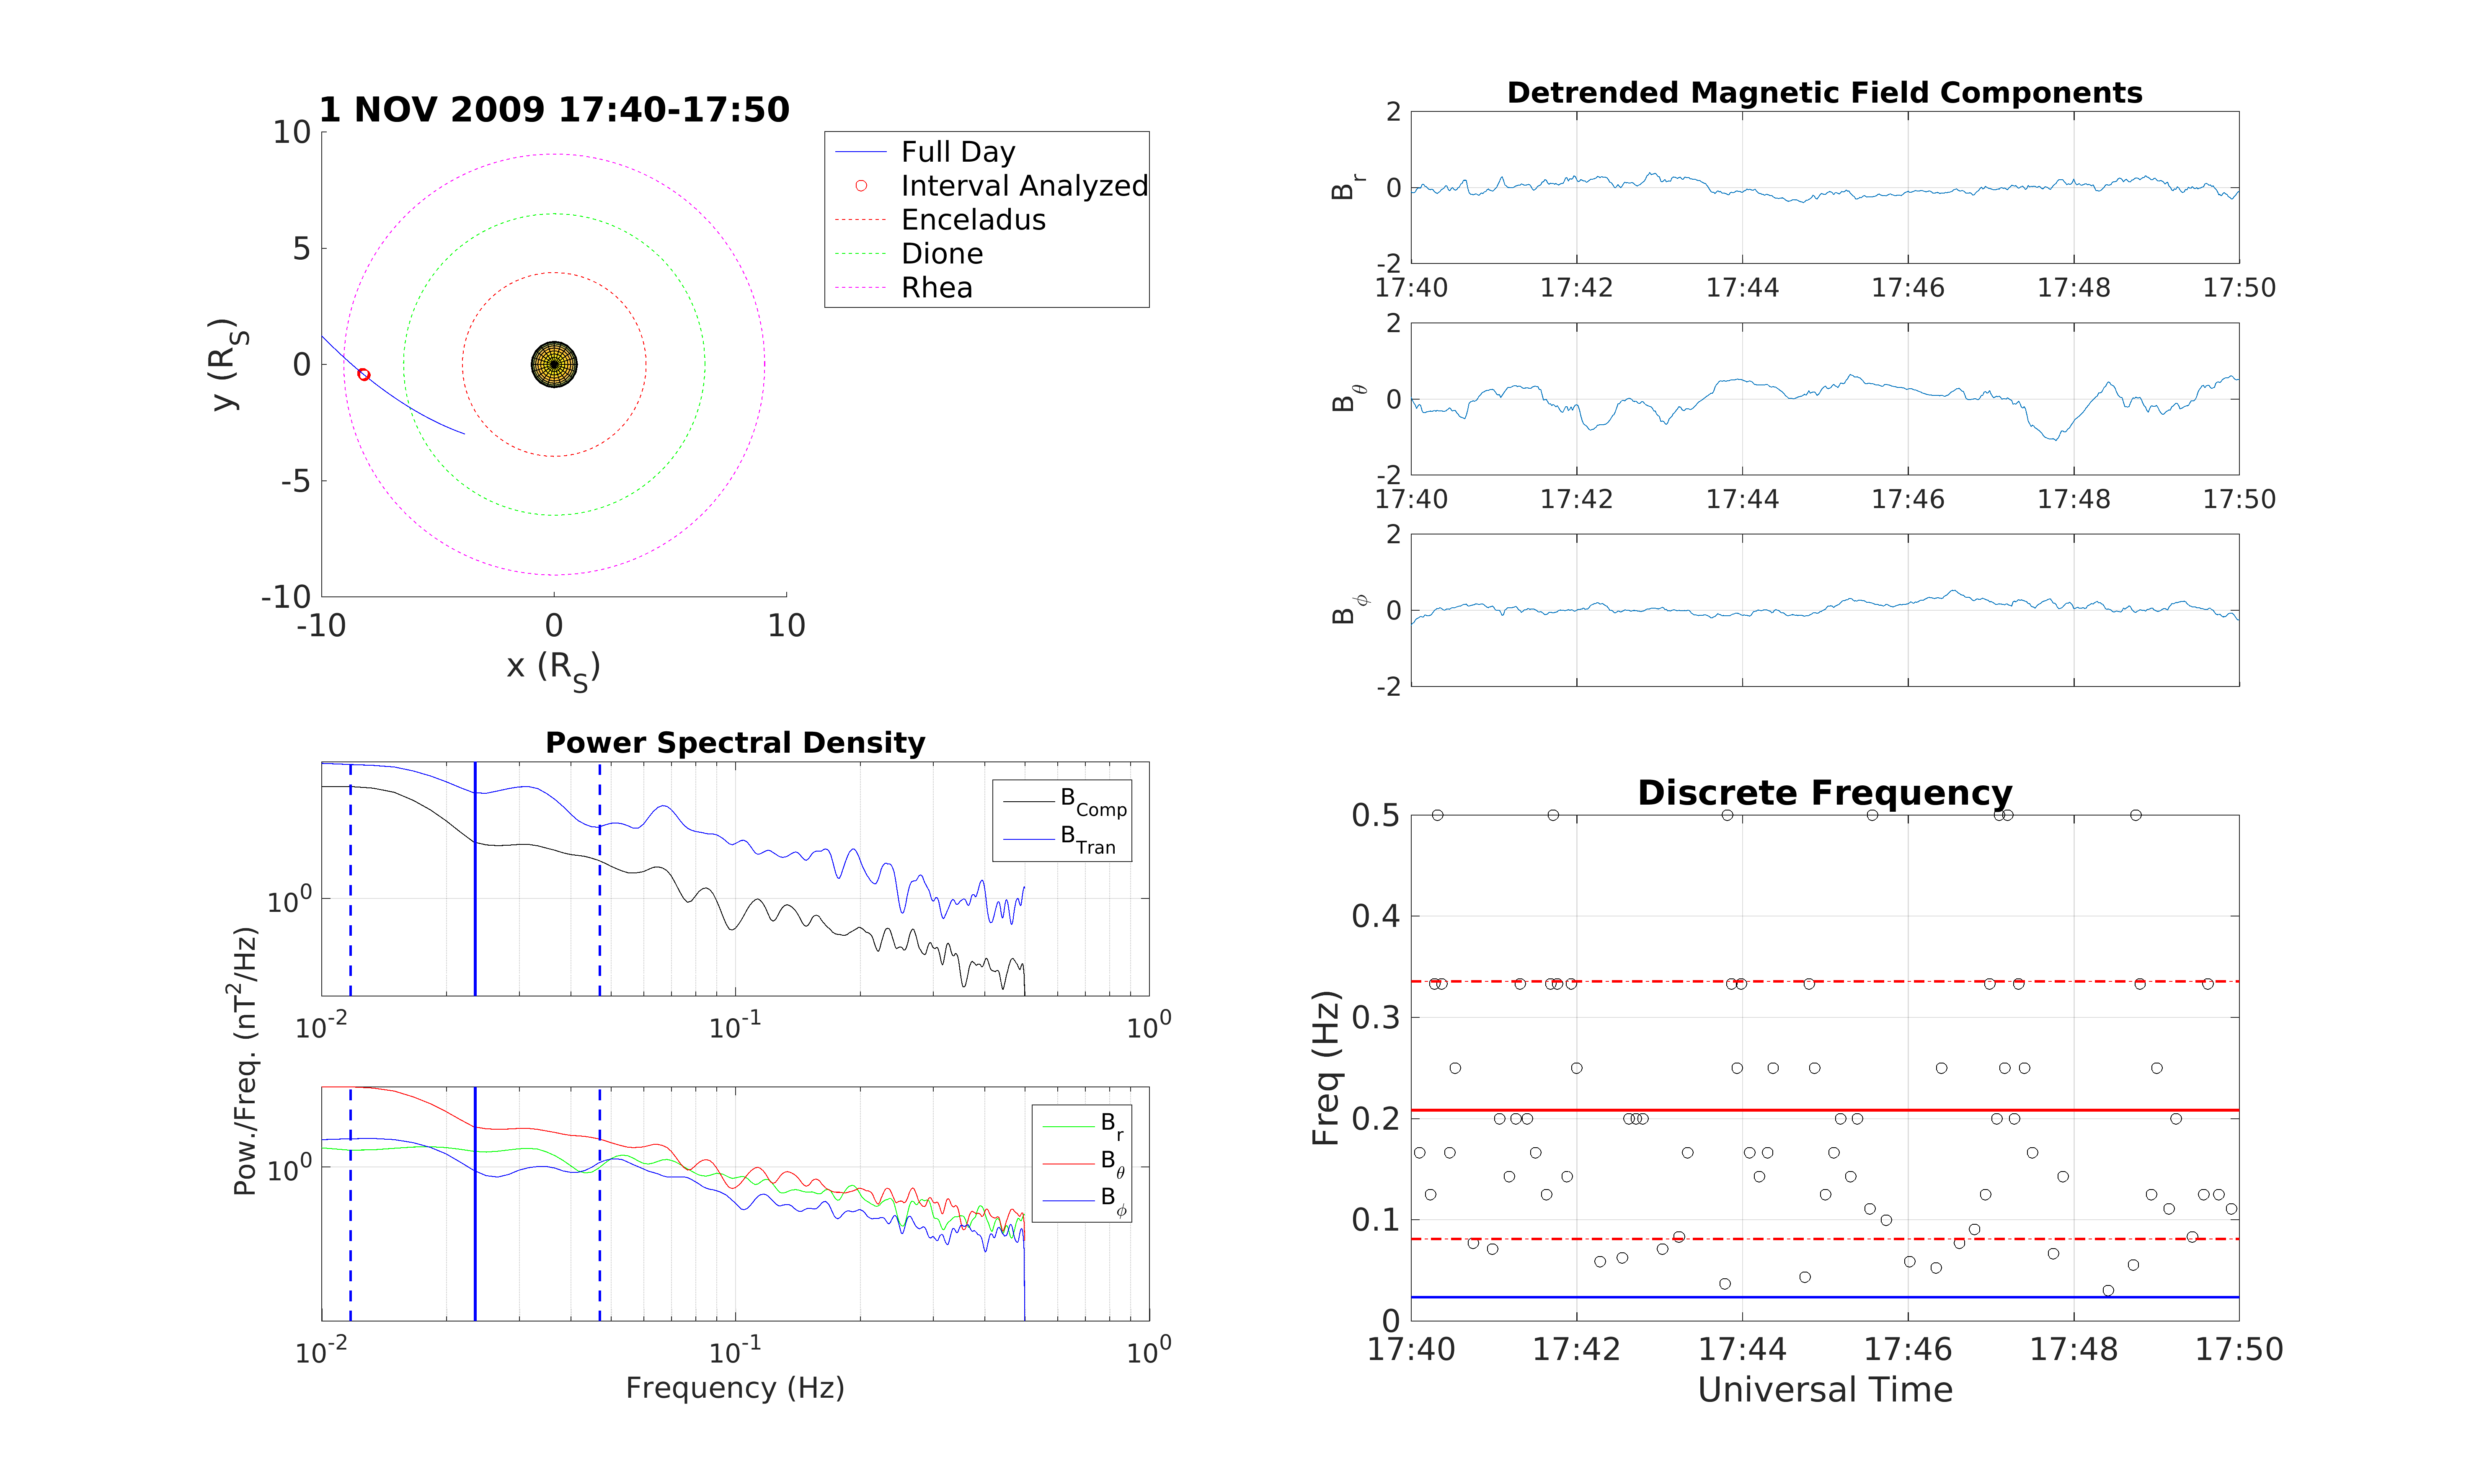 1 NOV 2009 17:40-17:50
10
5
0
-5
-10
-10 0 10
y (R_S)
x (R_S)
Full Day
Interval Analyzed
Enceladus
Dione
Rhea
Detrended Magnetic Field Components
2
0
-2
B_r
17:40 17:42 17:44 17:46 17:48 17:50
2
0
-2
B_θ
17:40 17:42 17:44 17:46 17:48 17:50
2
0
-2
B_ϕ
Power Spectral Density
10^0
B_Comp
B_Tran
10^-2 10^-1 10^0
Pow./Freq. (nT^2/Hz)
10^0
B_r
B_θ
B_ϕ
10^-2 10^-1 10^0
Frequency (Hz)
Discrete Frequency
0.5
0.4
0.3
0.2
0.1
0
Freq (Hz)
17:40 17:42 17:44 17:46 17:48 17:50
Universal Time